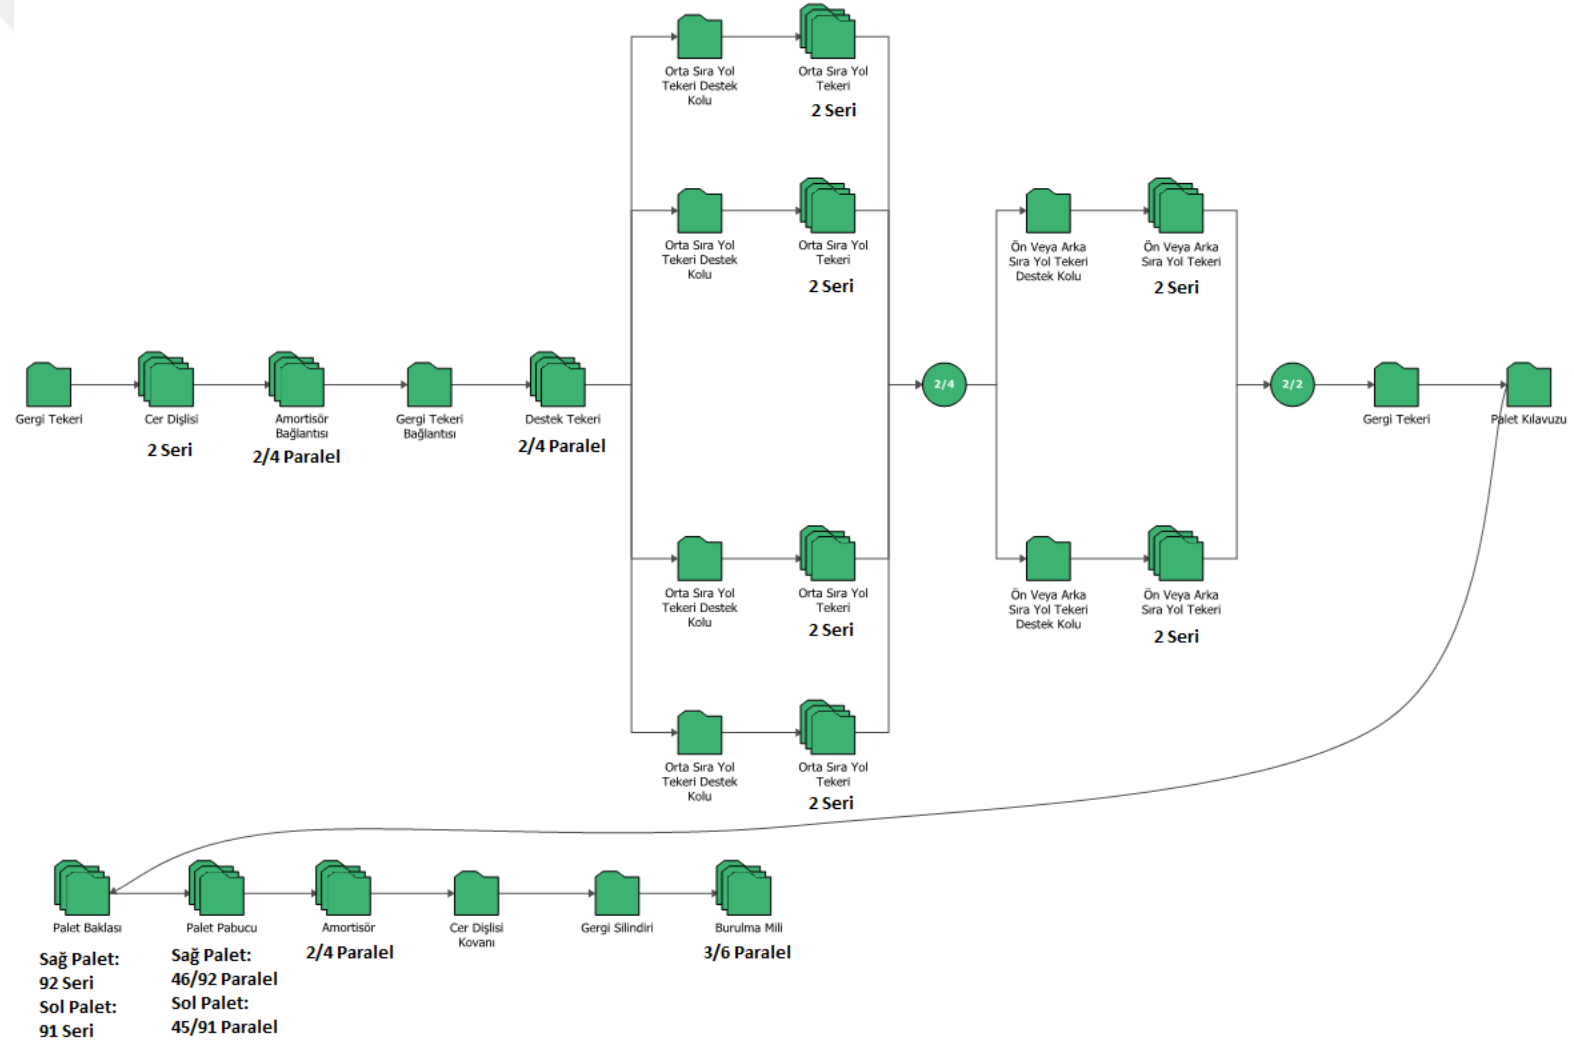 Orta Sıra Yol
Tekeri Destek
Kolu
Orta Sıra Yol
Tekeri
2 Seri
Orta Sıra Yol
Tekeri Destek
Kolu
Orta Sıra Yol
Tekeri
2 Seri
Ön Veya Arka
Sıra Yol Tekeri
Destek Kolu
Ön Veya Arka
Sıra Yol Tekeri
2 Seri
Gergi Tekeri
Cer Dişlisi
2 Seri
Amortisör
Bağlantısı
2/4 Paralel
Gergi Tekeri
Bağlantısı
Destek Tekeri
2/4 Paralel
2/4
2/2
Gergi Tekeri
Palet Kılavuzu
Orta Sıra Yol
Tekeri Destek
Kolu
Orta Sıra Yol
Tekeri
2 Seri
Ön Veya Arka
Sıra Yol Tekeri
Destek Kolu
Ön Veya Arka
Sıra Yol Tekeri
2 Seri
Orta Sıra Yol
Tekeri Destek
Kolu
Orta Sıra Yol
Tekeri
2 Seri
Palet Baklası
Sağ Palet:
92 Seri
Sol Palet:
91 Seri
Palet Pabucu
Sağ Palet:
46/92 Paralel
Sol Palet:
45/91 Paralel
Amortisör
2/4 Paralel
Cer Dişlisi
Kovanı
Gergi Silindiri
Burulma Mili
3/6 Paralel